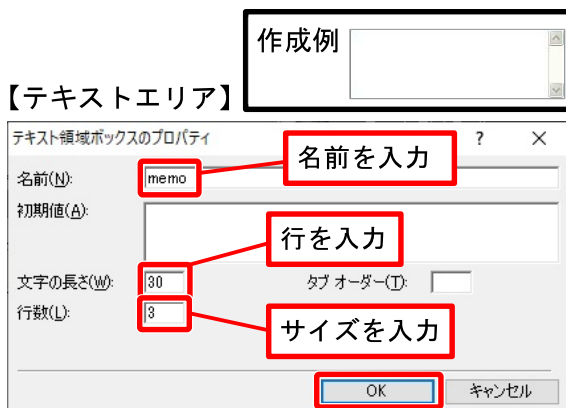 作成例
【テキストエリア】
テキスト領域ボックスのプロパティ ? ×
名前を入力
名前(N): memo
初期値(A):
行を入力
文字の長さ(W): 30 タブ オーダー(T):
行数(L): 3
サイズを入力
OK キャンセル